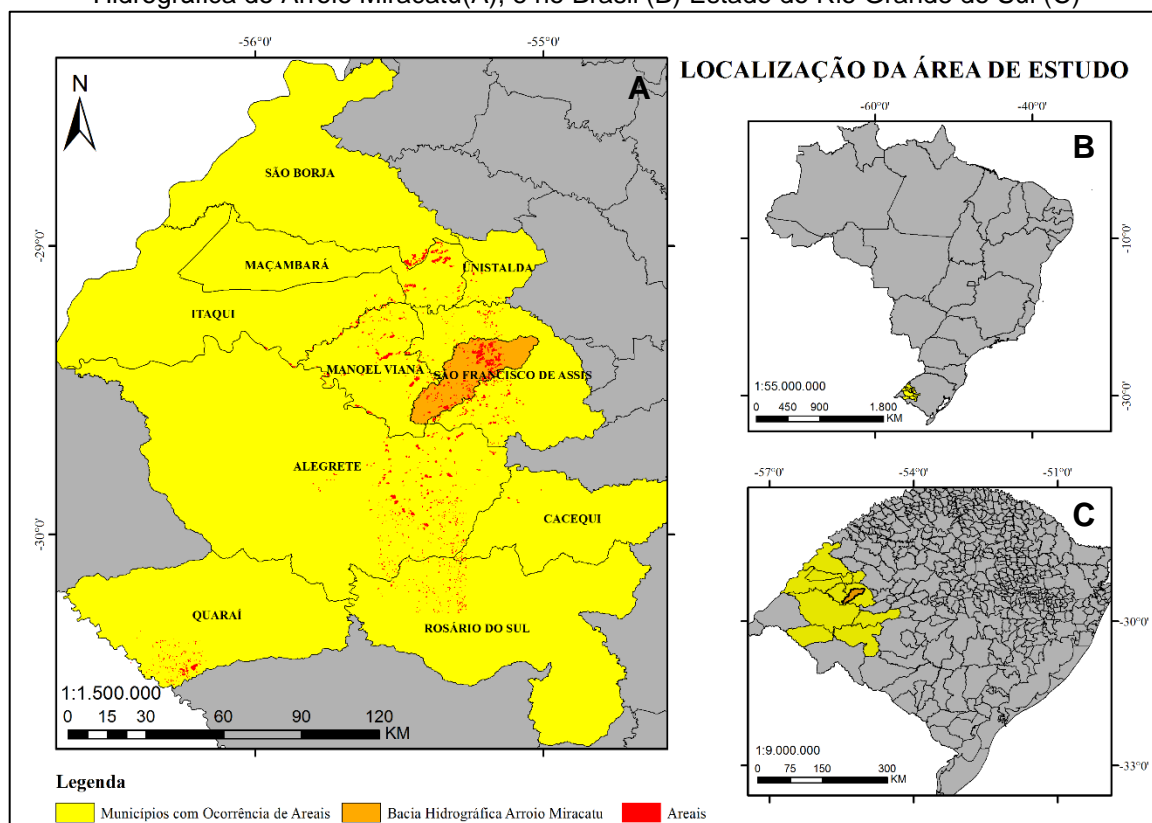 Hidrográfica do Arroio Miracatu(A), e no Brasil (B) Estado do Rio Grande do Sul (C)
-56°0' -55°0'
N
A
SÃO BORJA
-29°0'
MAÇAMBARÁ
UNISTALDA
ITAQUI
MANOEL VIANA
SÃO FRANCISCO DE ASSIS
ALEGRETE
CACEQUI
-30°0'
QUARAÍ
ROSÁRIO DO SUL
1:1.500.000
0 15 30 60 90 120
KM
LOCALIZAÇÃO DA ÁREA DE ESTUDO
-60°0' -40°0'
B
-10°0'
-30°0'
1:55.000.000
0 450 900 1.800
KM
-57°0' -54°0' -51°0'
C
-30°0'
-33°0'
1:9.000.000
0 75 150 300
KM
Legenda
Municípios com Ocorrência de Areais Bacia Hidrográfica Arroio Miracatu Areais